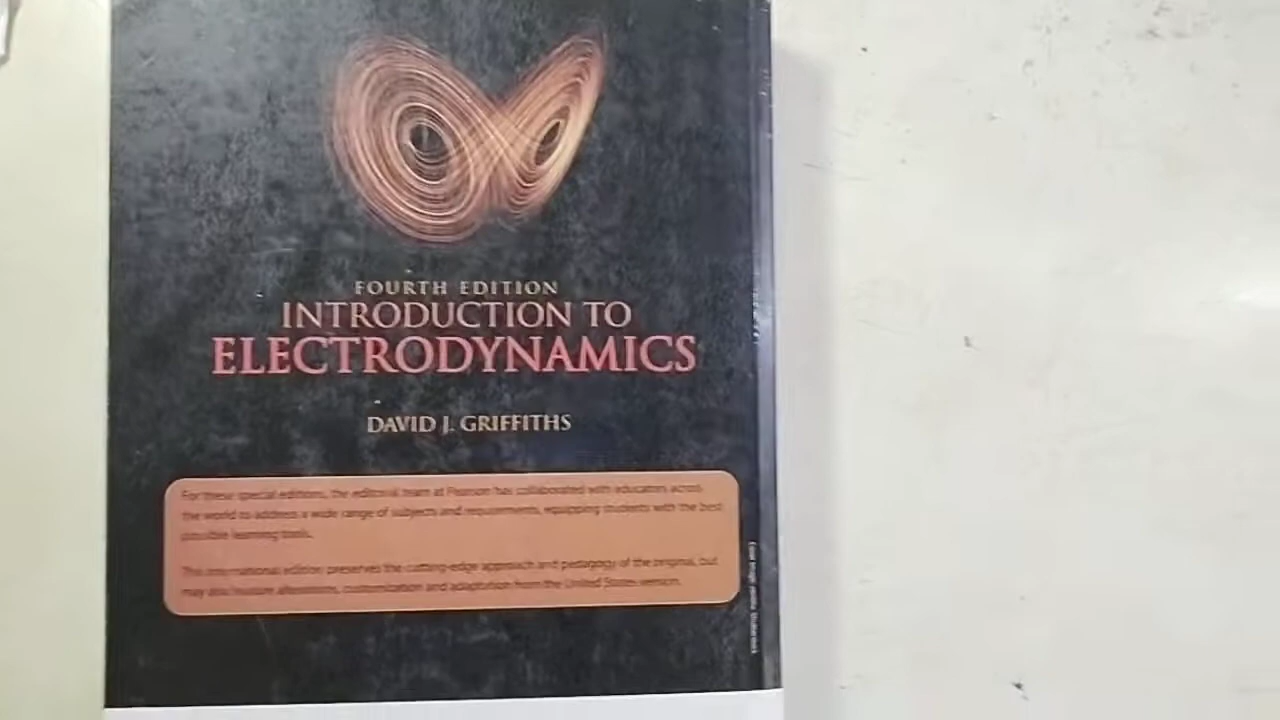 FOURTH EDITION
INTRODUCTION TO
ELECTRODYNAMICS
DAVID J. GRIFFITHS
For these special editions, the editorial team at Pearson has collaborated with educators across
the world to address a wide range of subjects and requirements, equipping students with the best
possible learning tools.
This international edition preserves the cutting-edge approach and pedagogy of the original, but
may also feature alterations, customization and adaptation from the United States version.